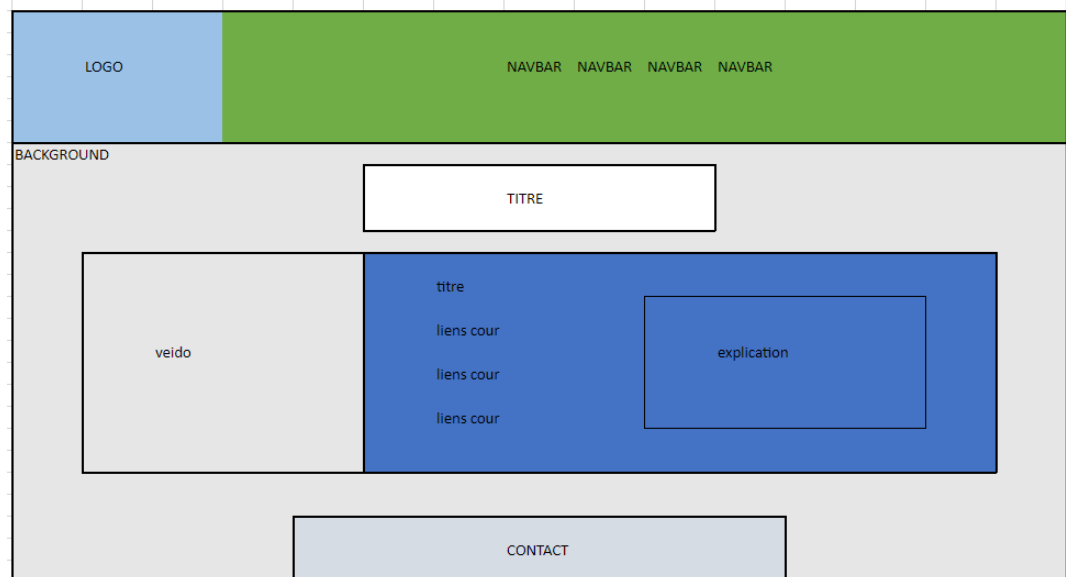 LOGO
NAVBAR NAVBAR NAVBAR NAVBAR
BACKGROUND
TITRE
titre
liens cour
veido
explication
liens cour
liens cour
CONTACT